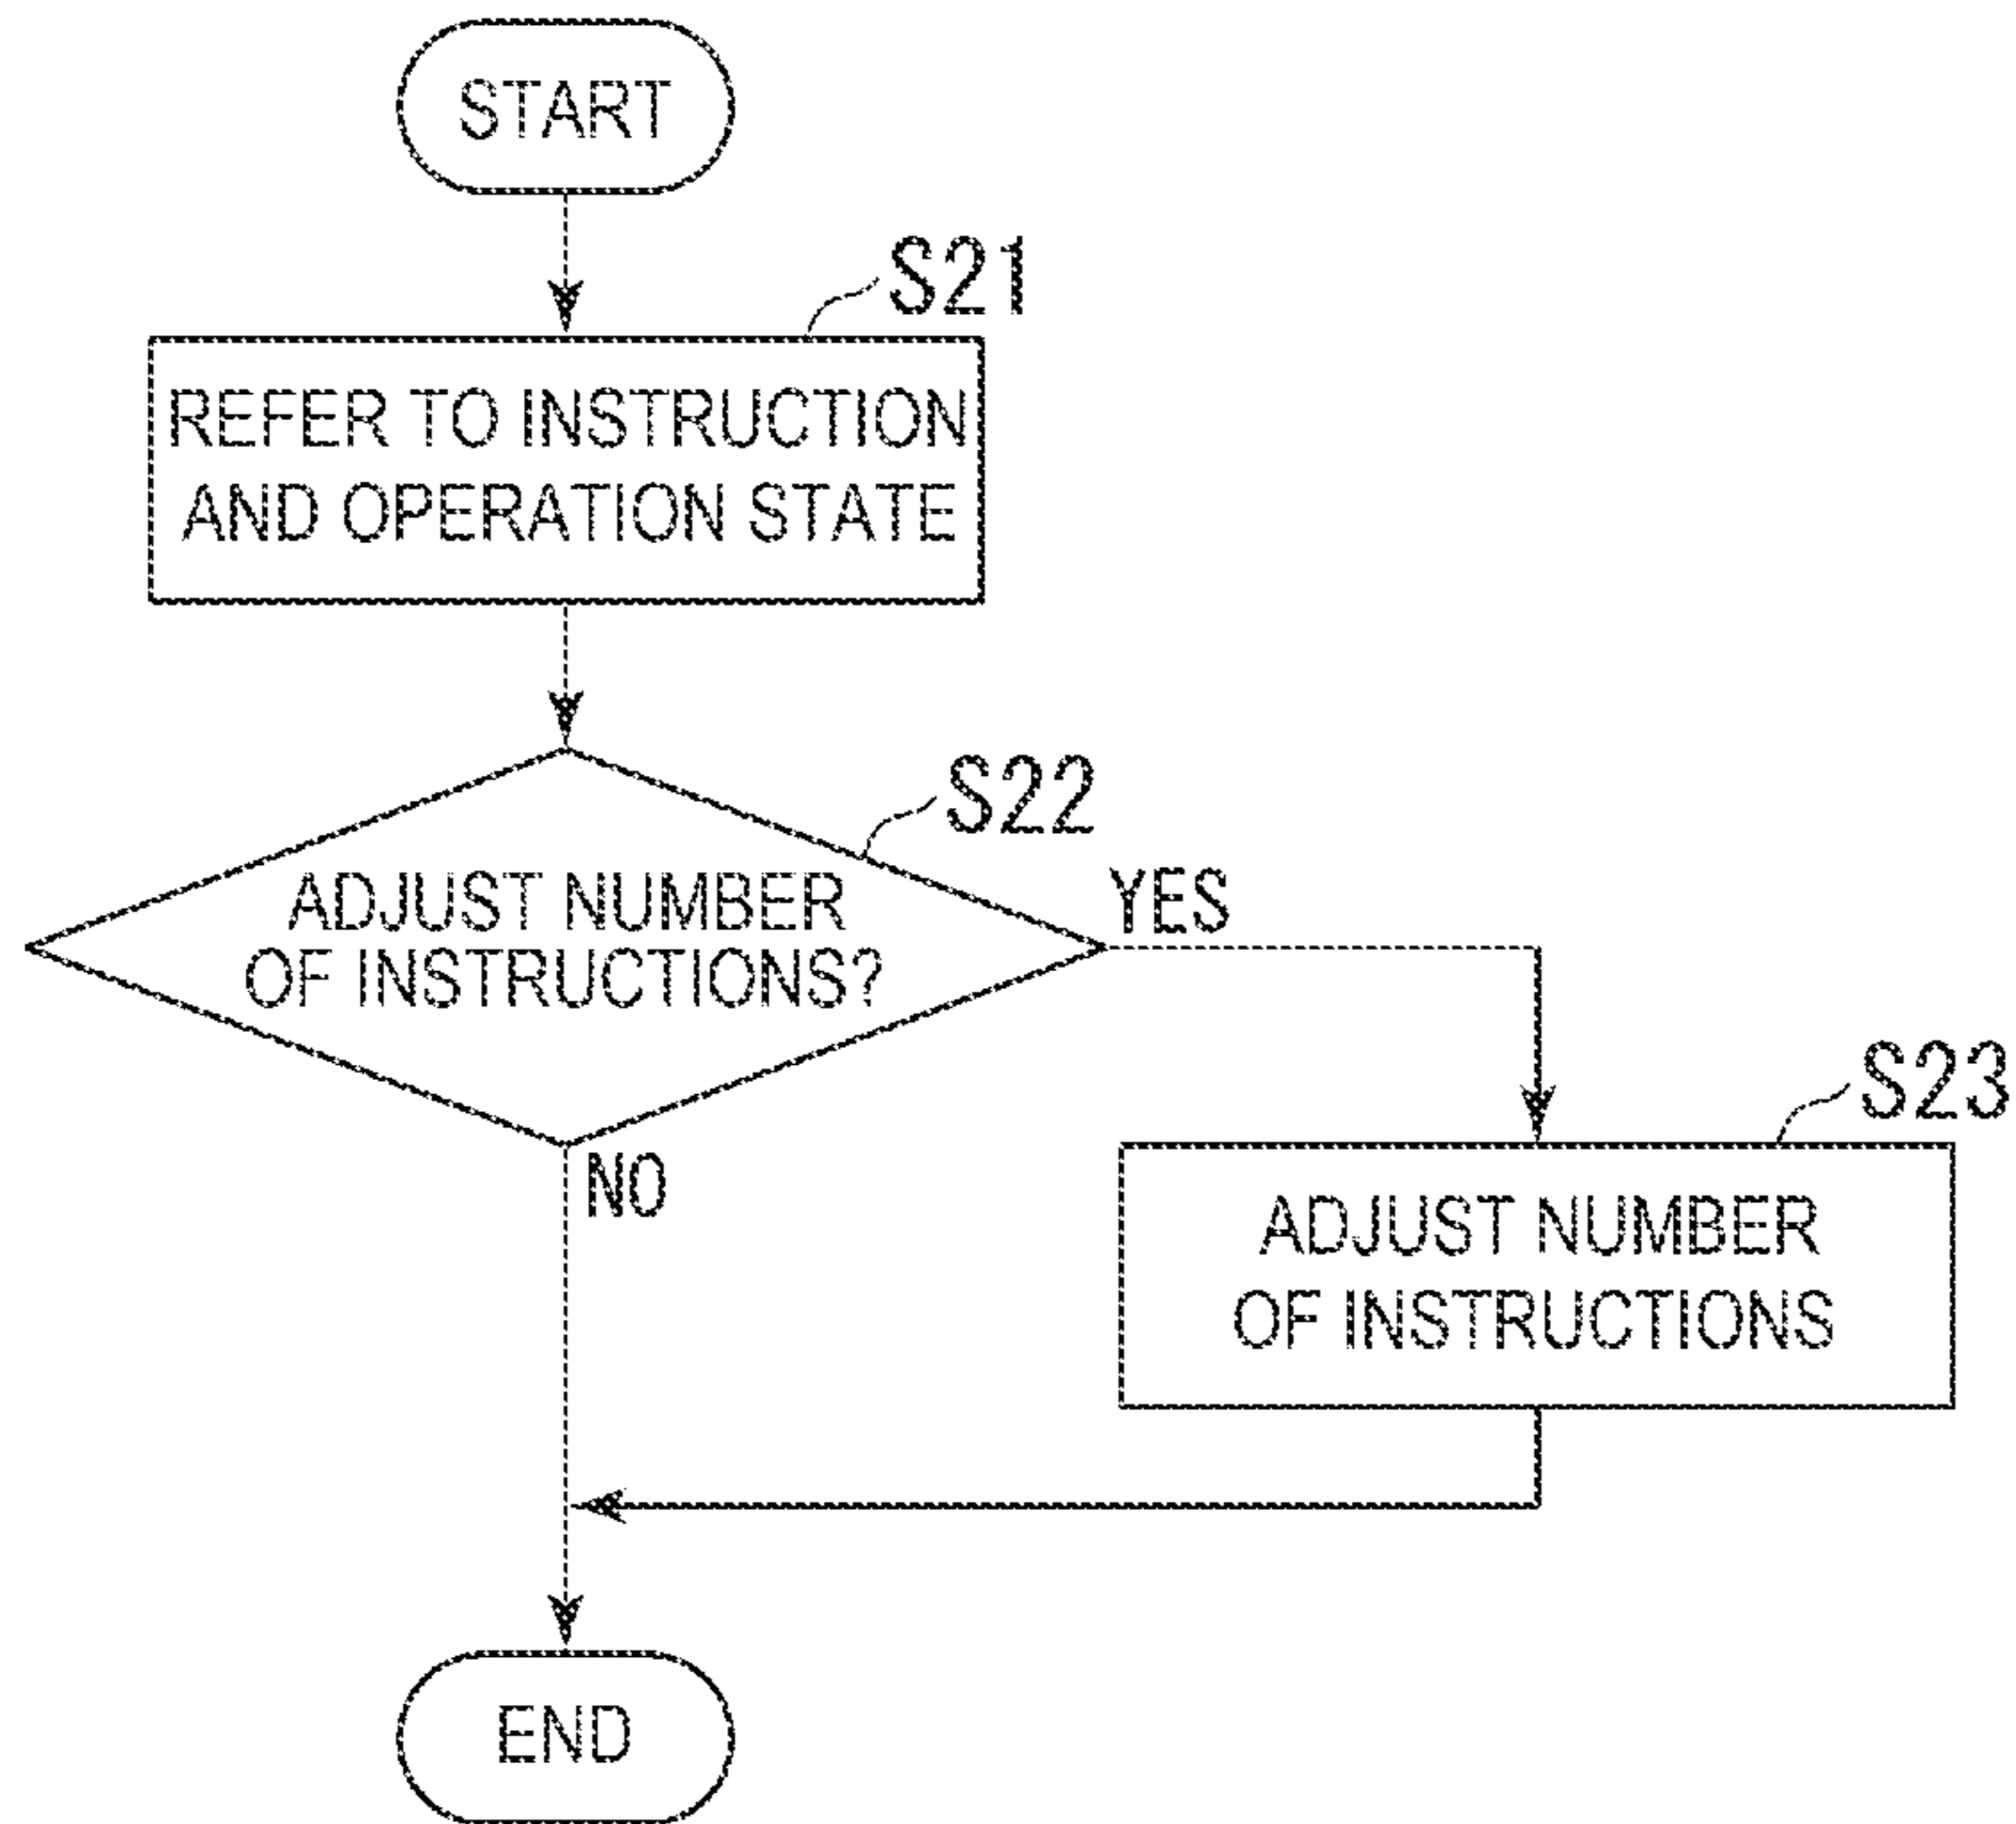 START
S21
REFER TO INSTRUCTION
AND OPERATION STATE
S22
ADJUST NUMBER
OF INSTRUCTIONS?
YES
NO
S23
ADJUST NUMBER
OF INSTRUCTIONS
END